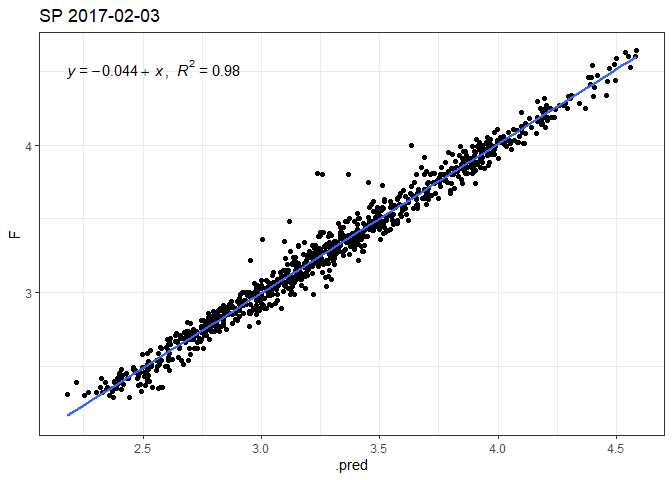 SP 2017-02-03
y = −0.044 + x , R² = 0.98
4
3
F
2.5 3.0 3.5 4.0 4.5
.pred